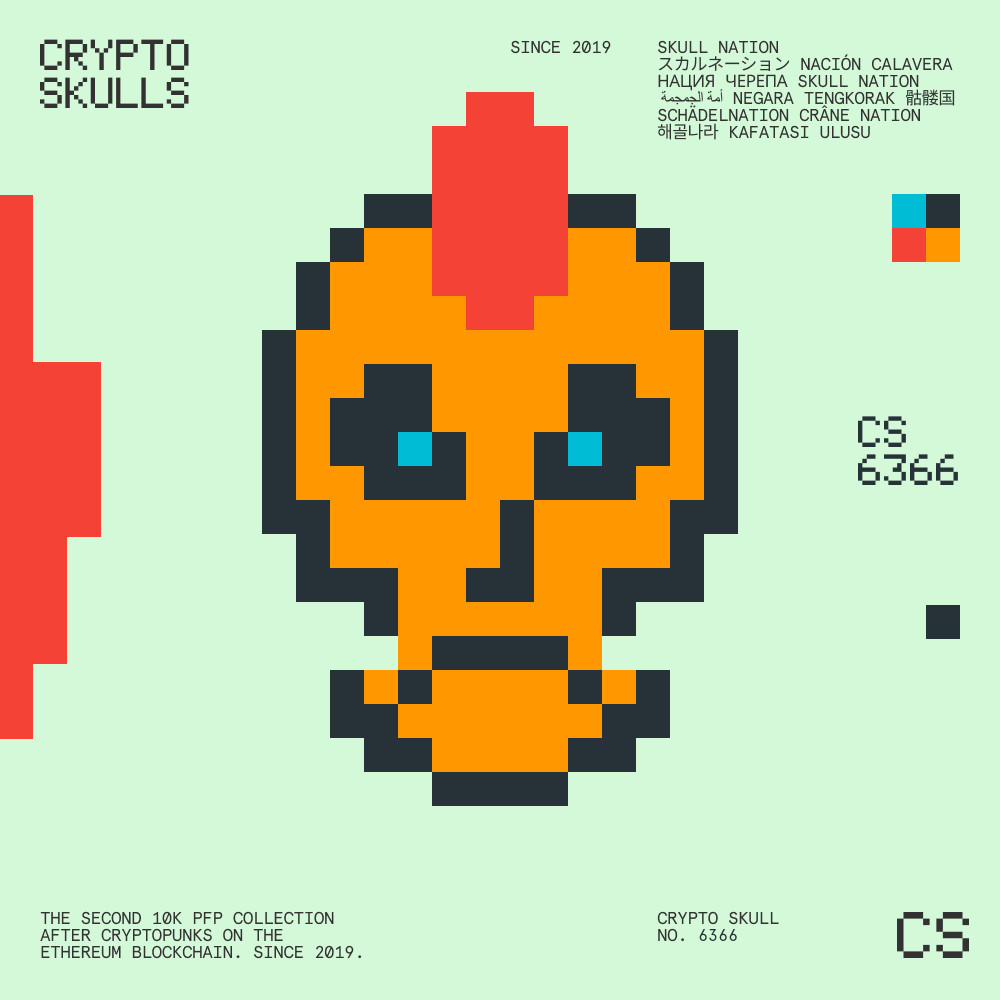 CRYPTO
SKULLS
SINCE 2019
SKULL NATION
スカルネーション NACIÓN CALAVERA
НАЦИЯ ЧЕРЕПА SKULL NATION
أمة الجمجمة NEGARA TENGKORAK 骷髅国
SCHÄDELNATION CRÂNE NATION
해골나라 KAFATASI ULUSU
CS
6366
THE SECOND 10K PFP COLLECTION
AFTER CRYPTOPUNKS ON THE
ETHEREUM BLOCKCHAIN. SINCE 2019.
CRYPTO SKULL
NO. 6366
CS